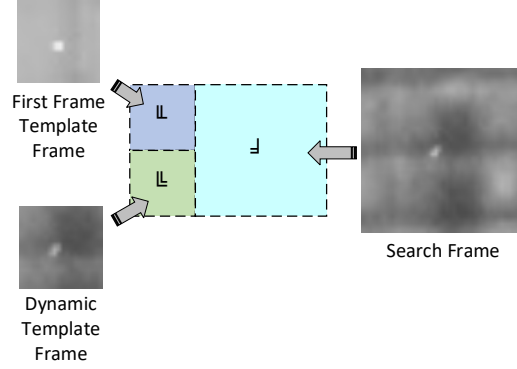 First Frame
Template
Frame
Dynamic
Template
Frame
Search Frame